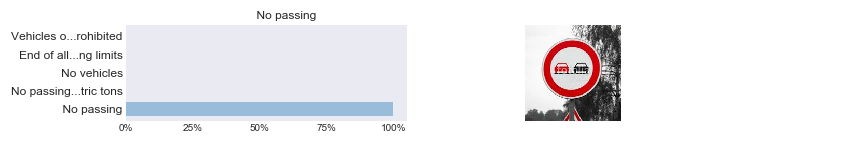 No passing
Vehicles o...rohibited
End of all...ng limits
No vehicles
No passing...tric tons
No passing
0% 25% 50% 75% 100%